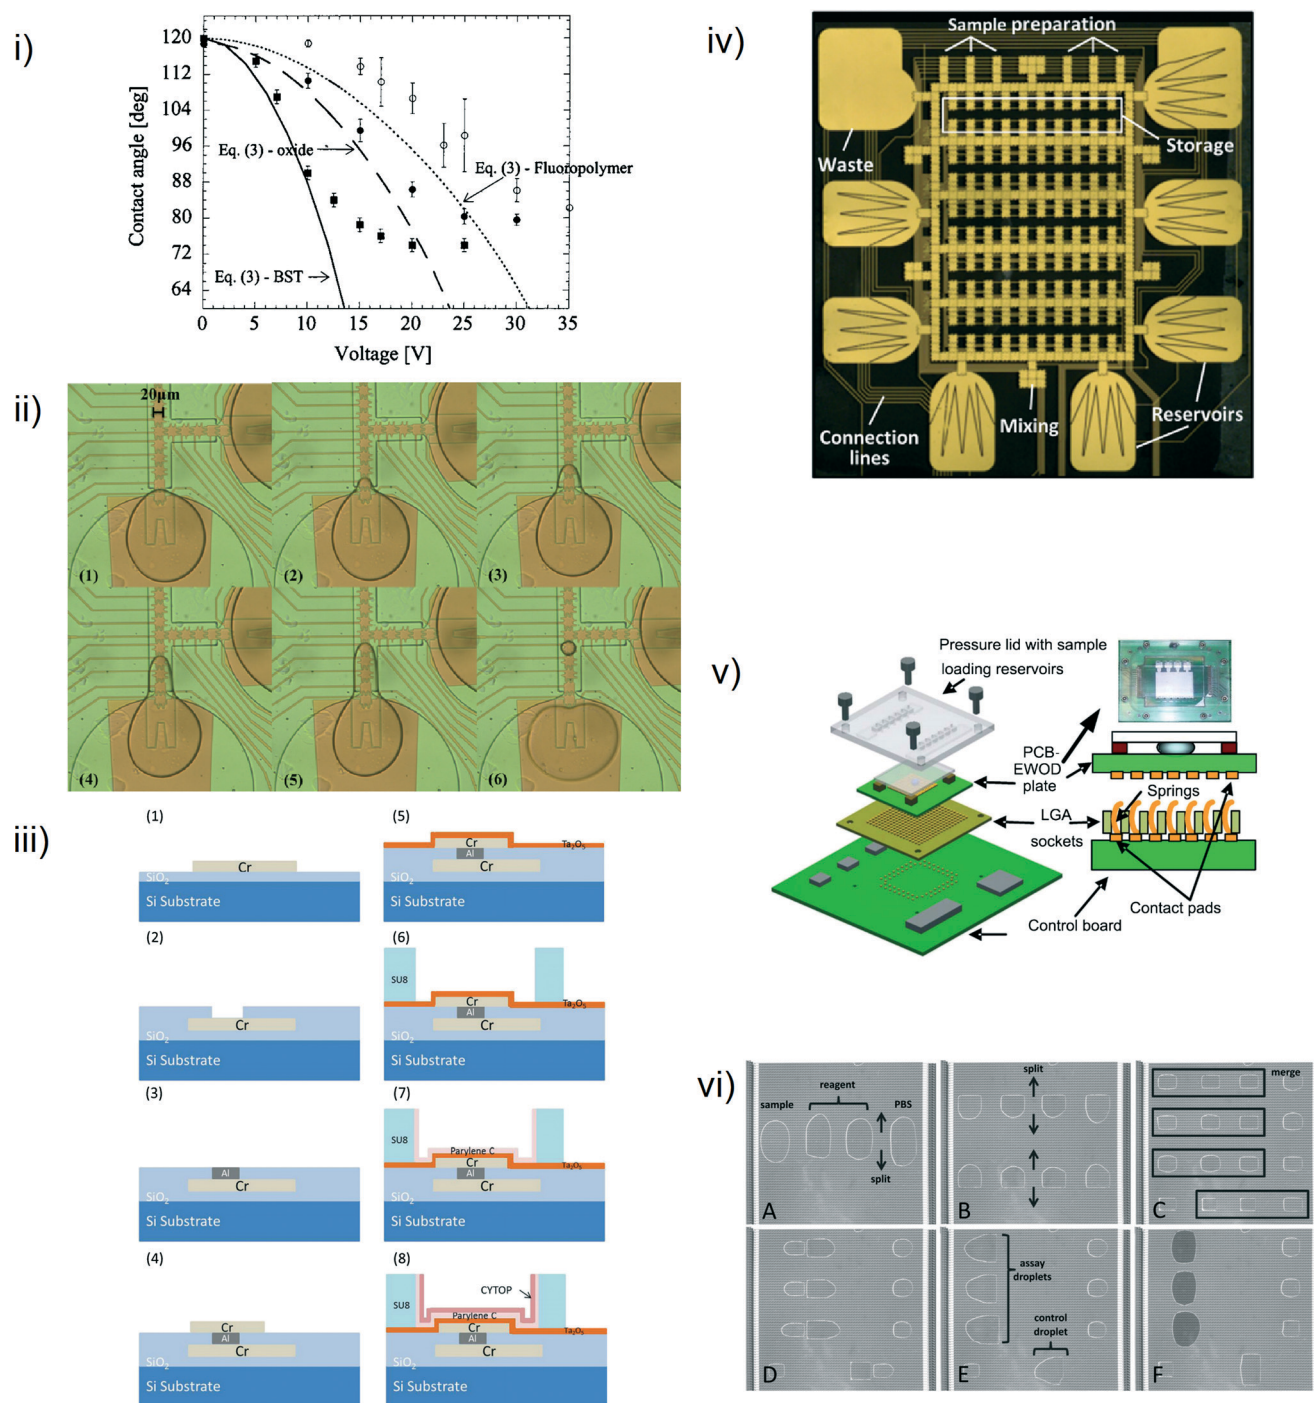 i)
120
112
104
96
88
80
72
64
Contact angle [deg]
Eq. (3) - oxide
Eq. (3) - Fluoropolymer
Eq. (3) - BST
0
5
10
15
20
25
30
35
Voltage [V]
ii)
20µm
(1)
(2)
(3)
(4)
(5)
(6)
iii)
(1)
Cr
SiO2
Si Substrate
(2)
Cr
SiO2
Si Substrate
(3)
Al
Cr
SiO2
Si Substrate
(4)
Cr
Al
Cr
SiO2
Si Substrate
(5)
Cr
Al
Ta2O5
Cr
SiO2
Si Substrate
(6)
SU8
Cr
Al
Ta2O5
Cr
SiO2
Si Substrate
(7)
SU8
Parylene C
Cr
Al
Ta2O5
Cr
SiO2
Si Substrate
(8)
SU8
CYTOP
Parylene C
Cr
Al
Ta2O5
Cr
SiO2
Si Substrate
iv)
Sample preparation
Waste
Storage
Connection
lines
Mixing
Reservoirs
v)
Pressure lid with sample
loading reservoirs
PCB-
EWOD
plate
Springs
LGA
sockets
Contact pads
Control board
vi)
sample
reagent
PBS
split
A
split
B
merge
C
D
assay
droplets
control
droplet
E
F